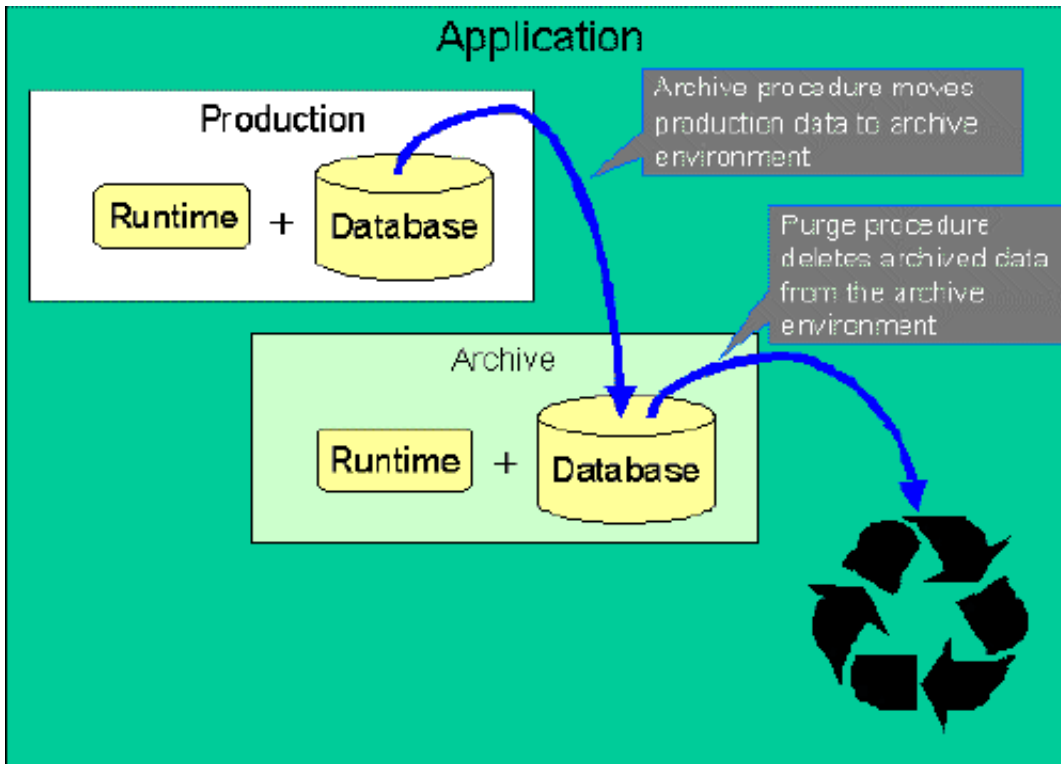 Application
Production
Runtime + Database
Archive procedure moves
production data to archive
environment
Purge procedure
deletes archived data
from the archive
environment
Archive
Runtime + Database